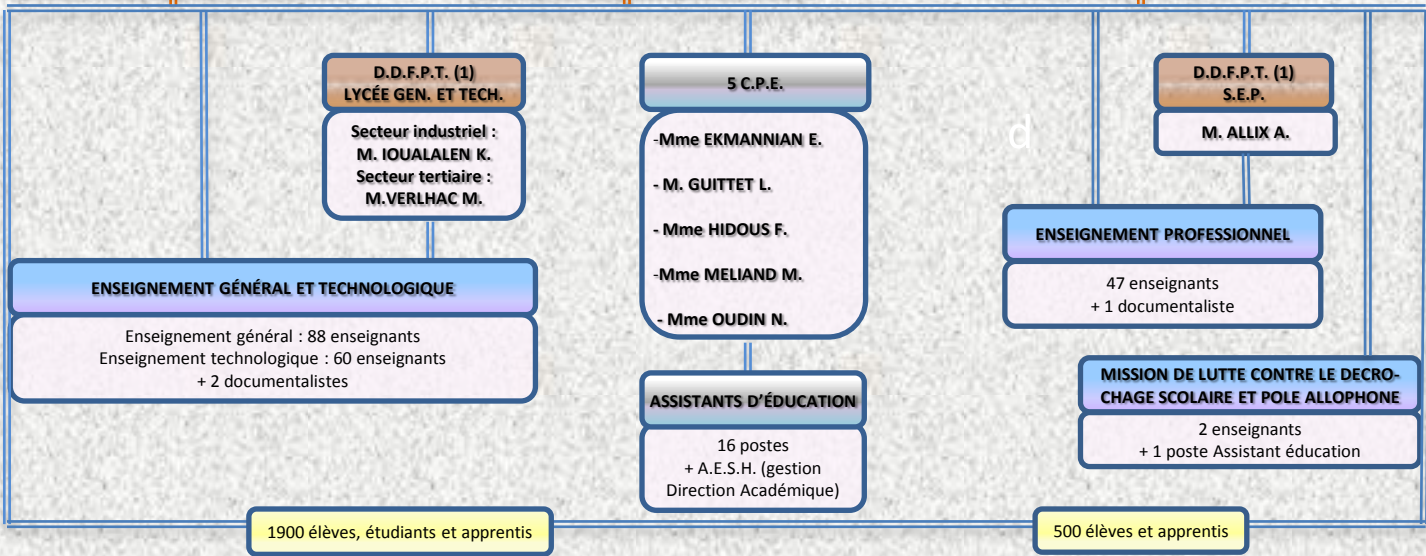 D.D.F.P.T. (1)
LYCÉE GEN. ET TECH.
Secteur industriel :
M. IOUALALEN K.
Secteur tertiaire :
M.VERLHAC M.
ENSEIGNEMENT GÉNÉRAL ET TECHNOLOGIQUE
Enseignement général : 88 enseignants
Enseignement technologique : 60 enseignants
+ 2 documentalistes
5 C.P.E.
-Mme EKMANNIAN E.
- M. GUITTET L.
- Mme HIDOUS F.
-Mme MELIAND M.
- Mme OUDIN N.
ASSISTANTS D’ÉDUCATION
16 postes
+ A.E.S.H. (gestion
Direction Académique)
d
D.D.F.P.T. (1)
S.E.P.
M. ALLIX A.
ENSEIGNEMENT PROFESSIONNEL
47 enseignants
+ 1 documentaliste
MISSION DE LUTTE CONTRE LE DECRO-
CHAGE SCOLAIRE ET POLE ALLOPHONE
2 enseignants
+ 1 poste Assistant éducation
1900 élèves, étudiants et apprentis
500 élèves et apprentis